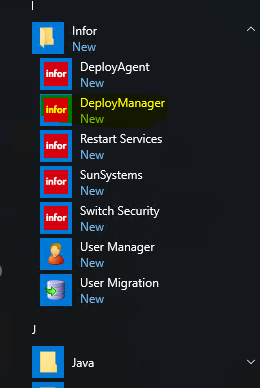 I
Infor
New
infor DeployAgent
New
infor DeployManager
New
infor Restart Services
New
infor SunSystems
New
infor Switch Security
New
User Manager
New
User Migration
New
J
Java